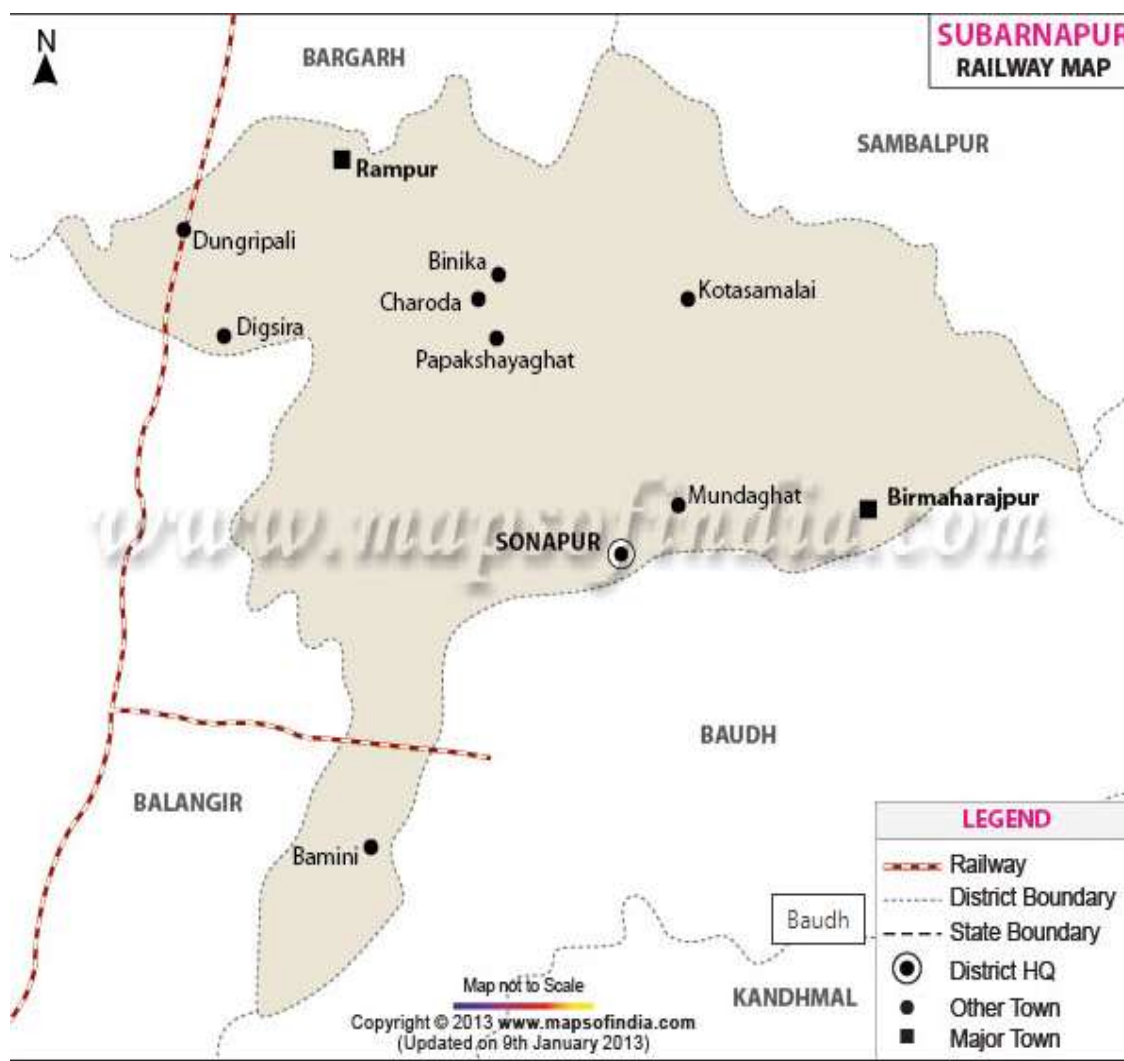 N
BARGARH
SUBARNAPUR
RAILWAY MAP
SAMBALPUR
Rampur
Dungripali
Binika
Charoda
Kotasamalai
Digsira
Papakshayaghat
Mundaghat
Birmaharajpur
www.mapsofindia.com
SONAPUR
BAUDH
BALANGIR
Bamini
LEGEND
Railway
District Boundary
State Boundary
District HQ
Other Town
Major Town
Baudh
KANDHMAL
Map not to Scale
Copyright © 2013 www.mapsofindia.com
(Updated on 9th January 2013)